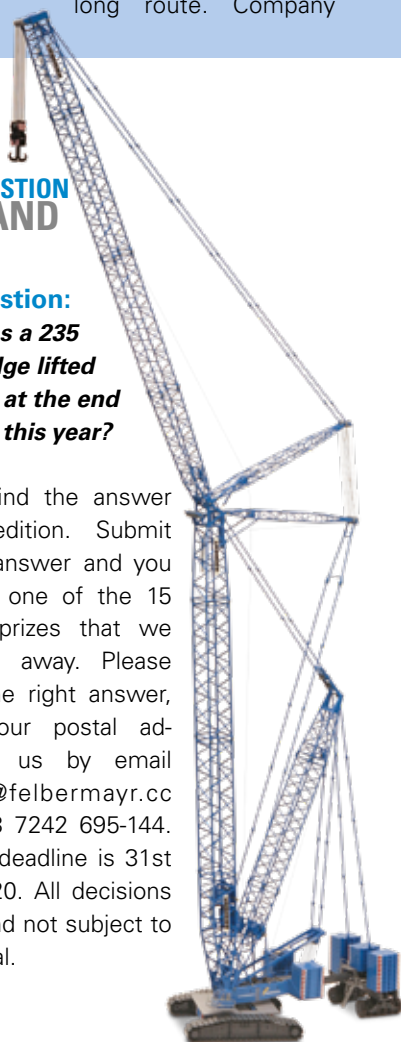 long route. Company
STION
AND
stion:
s a 235
dge lifted
at the end
this year?
ind the answer
edition. Submit
answer and you
one of the 15
prizes that we
away. Please
e right answer,
our postal ad-
us by email
@felbermayr.cc
3 7242 695-144.
deadline is 31st
20. All decisions
nd not subject to
al.